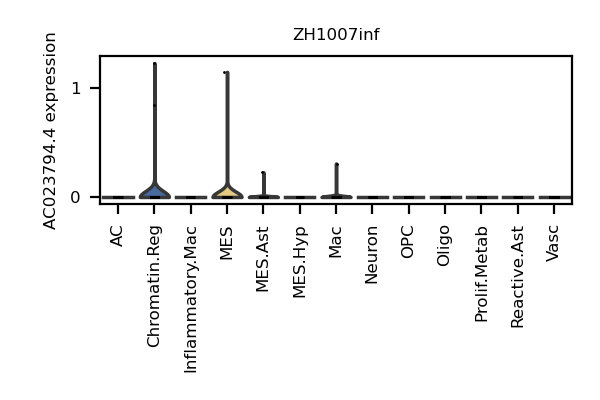 ZH1007inf
AC023794.4 expression
1
0
AC
Chromatin.Reg
Inflammatory.Mac
MES
MES.Ast
MES.Hyp
Mac
Neuron
OPC
Oligo
Prolif.Metab
Reactive.Ast
Vasc